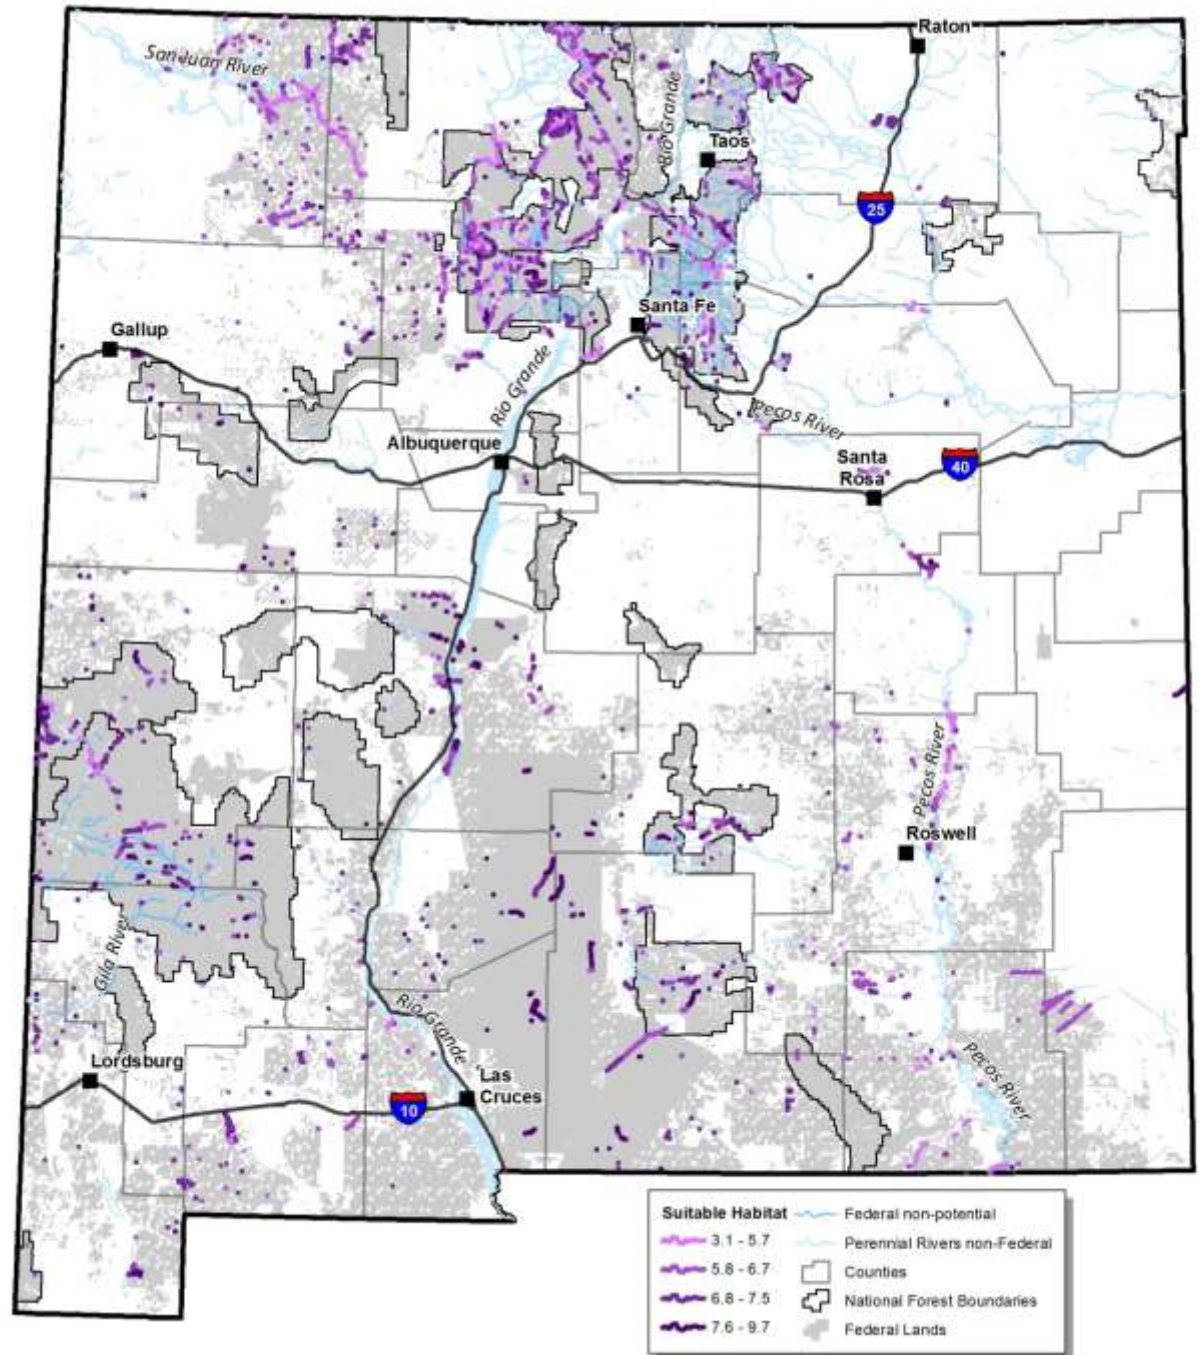 Raton
San Juan River
Rio Grande
Taos
25
Santa Fe
Gallup
Rio Grande
Pecos River
Albuquerque
Santa
Rosa
40
Pecos River
Roswell
Gila River
Rio Grande
Pecos River
Lordsburg
Las
Cruces
10
Suitable Habitat
3.1 - 5.7
5.8 - 6.7
6.8 - 7.5
7.6 - 9.7
Federal non-potential
Perennial Rivers non-Federal
Counties
National Forest Boundaries
Federal Lands